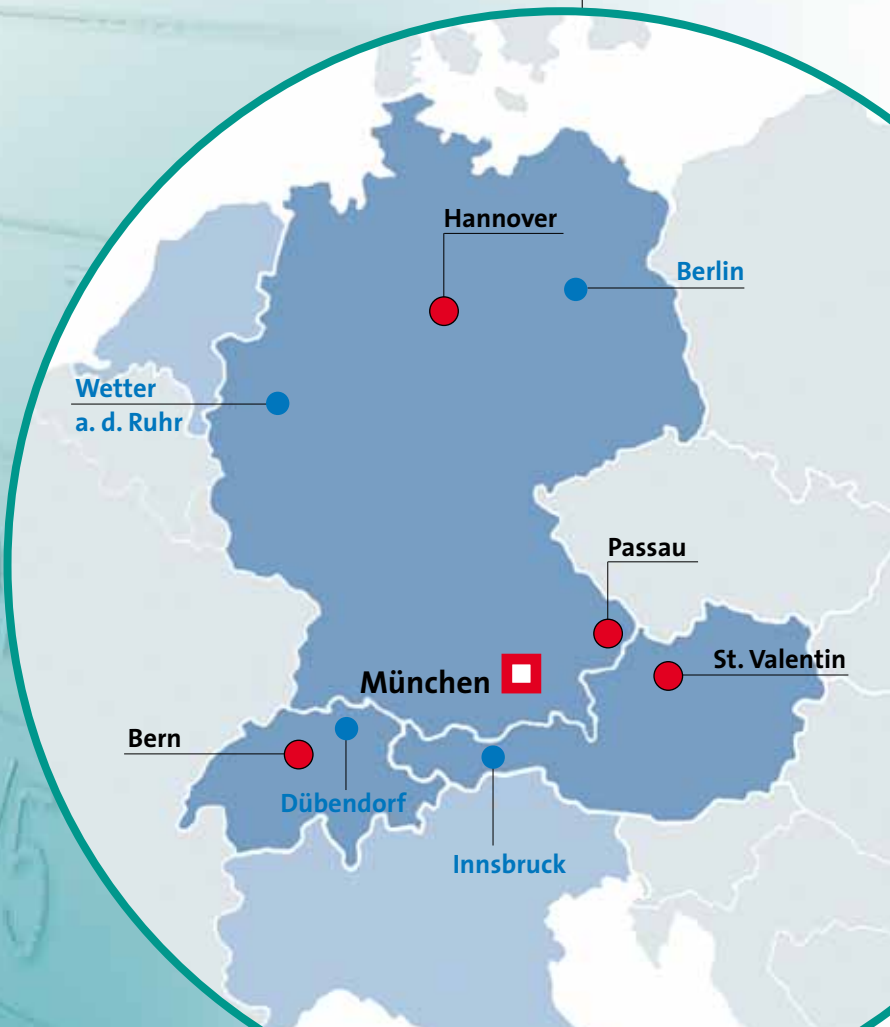 Hannover
Berlin
Wetter
a. d. Ruhr
Passau
St. Valentin
München
Bern
Dübendorf
Innsbruck